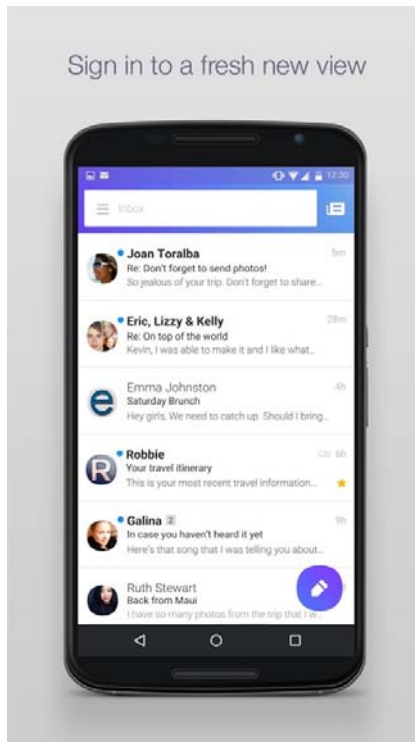 Sign in to a fresh new view
12:30
Inbox
Joan Toralba
5m
Re: Don't forget to send photos!
So jealous of your trip. Don't forget to share...
Eric, Lizzy & Kelly
28m
Re: On top of the world
Kevin, I was able to make it and I like what...
e
Emma Johnston
4h
Saturday Brunch
Hey girls, We need to catch up. Should I bring...
R
Robbie
6h
Your travel itinerary
This is your most recent travel information...
Galina 2
9h
In case you haven't heard it yet
Here's that song that I was telling you about...
Ruth Stewart
Back from Maui
I have so many photos from the trip that I w...